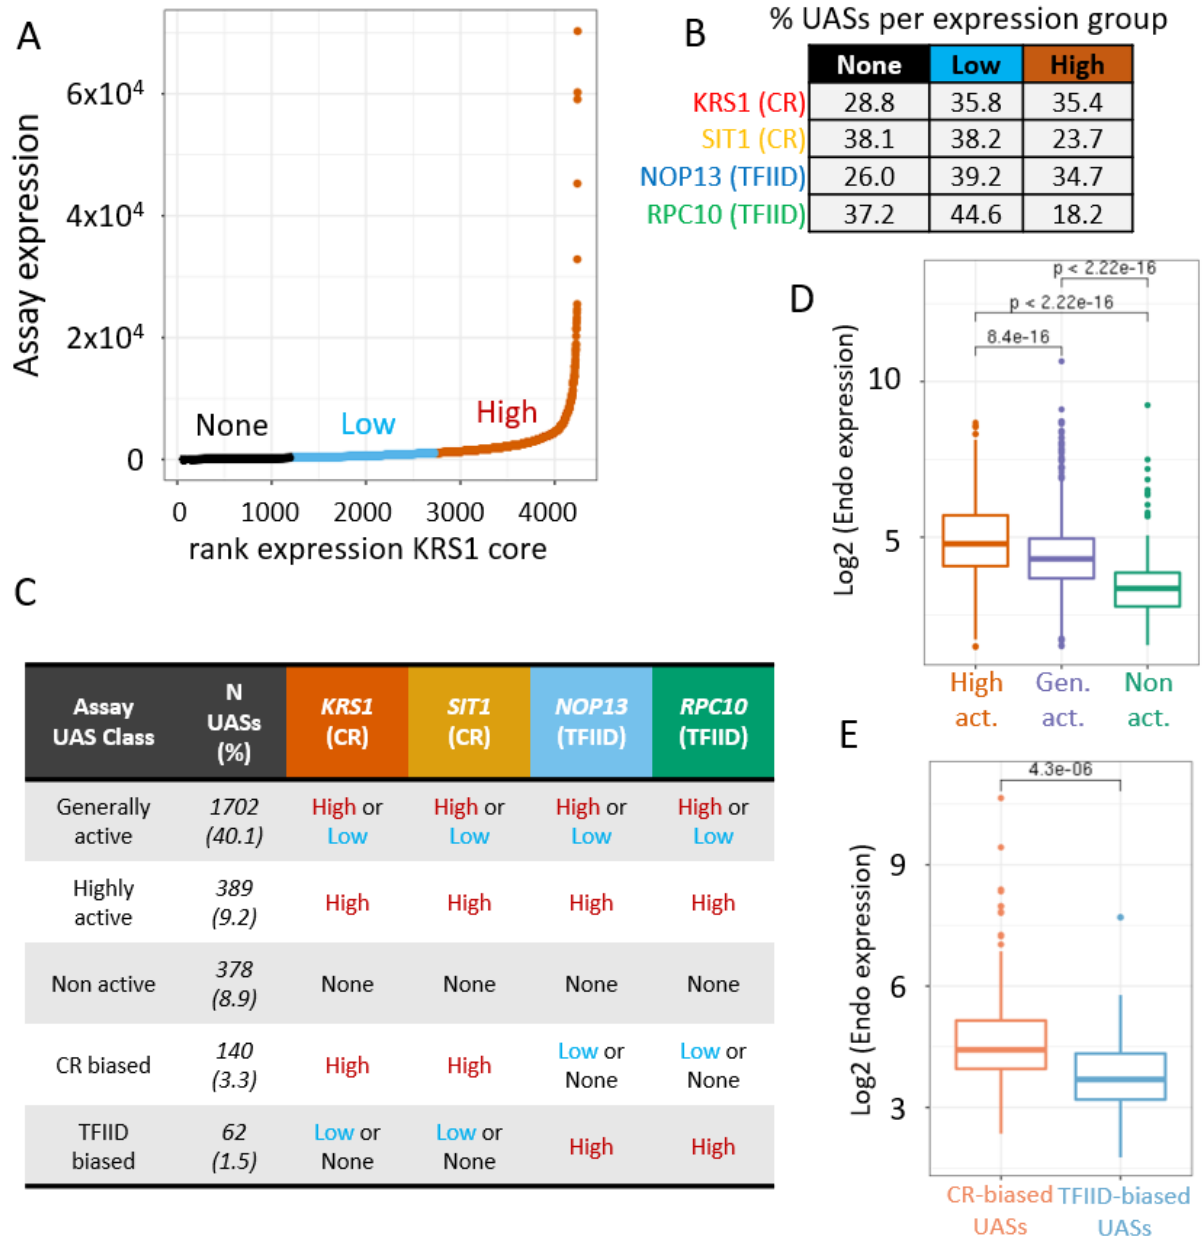 A
Assay expression
6x10⁴
4x10⁴
2x10⁴
0
None
Low
High
0 1000 2000 3000 4000
rank expression KRS1 core
B
% UASs per expression group
None Low High
KRS1 (CR) 28.8 35.8 35.4
SIT1 (CR) 38.1 38.2 23.7
NOP13 (TFIID) 26.0 39.2 34.7
RPC10 (TFIID) 37.2 44.6 18.2
C
Assay
UAS Class
N
UASs
(%)
KRS1
(CR)
SIT1
(CR)
NOP13
(TFIID)
RPC10
(TFIID)
Generally
active
1702
(40.1)
High or
Low
High or
Low
High or
Low
High or
Low
Highly
active
389
(9.2)
High
High
High
High
Non active
378
(8.9)
None
None
None
None
CR biased
140
(3.3)
High
High
Low or
None
Low or
None
TFIID
biased
62
(1.5)
Low or
None
Low or
None
High
High
D
Log2 (Endo expression)
10
5
p < 2.22e-16
p < 2.22e-16
8.4e-16
High
act.
Gen.
act.
Non
act.
E
Log2 (Endo expression)
9
6
3
4.3e-06
CR-biased
UASs
TFIID-biased
UASs